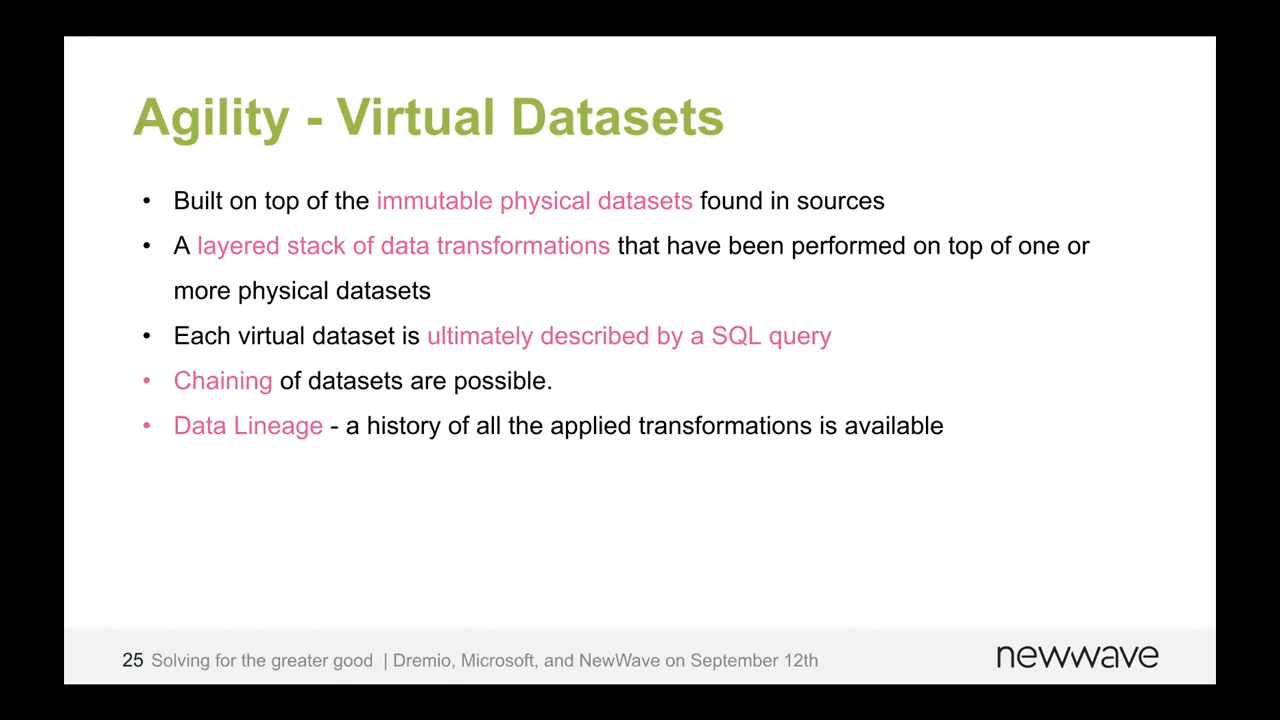 Agility - Virtual Datasets
• Built on top of the immutable physical datasets found in sources
• A layered stack of data transformations that have been performed on top of one or
more physical datasets
• Each virtual dataset is ultimately described by a SQL query
• Chaining of datasets are possible.
• Data Lineage - a history of all the applied transformations is available
25 Solving for the greater good | Dremio, Microsoft, and NewWave on September 12th
newwave